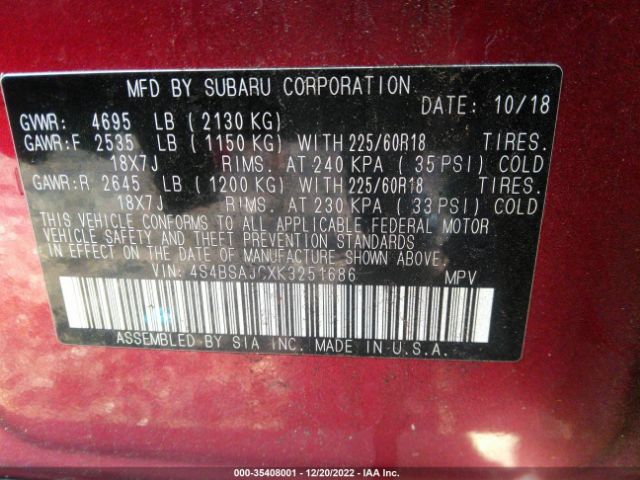 MFD BY SUBARU CORPORATION
DATE: 10/18
GVWR: 4695 LB (2130 KG)
GAWR:F 2535 LB (1150 KG) WITH 225/60R18 TIRES.
18X7J RIMS. AT 240 KPA (35 PSI) COLD
GAWR:R 2645 LB (1200 KG) WITH 225/60R18 TIRES.
18X7J RIMS. AT 230 KPA (33 PSI) COLD
THIS VEHICLE CONFORMS TO ALL APPLICABLE FEDERAL MOTOR
VEHICLE SAFETY AND THEFT PREVENTION STANDARDS
IN EFFECT ON THE DATE OF MANUFACTURE SHOWN ABOVE.
VIN: 4S4BSAJCXK3251686 MPV
ASSEMBLED BY SIA INC. MADE IN U.S.A.
000-35408001 - 12/20/2022 - IAA Inc.